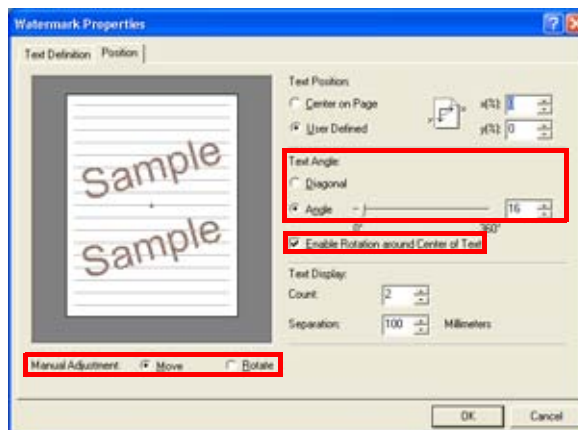 Watermark Properties
Text Definition Position
Sample
Sample
Manual Adjustment: Move Rotate
Text Position:
Center on Page
User Defined
x(%):
y(%): 0
Text Angle:
Diagonal
Angle 16
0° 360°
Enable Rotation around Center of Text
Text Display:
Count: 2
Separation: 100 Millimeters
OK Cancel